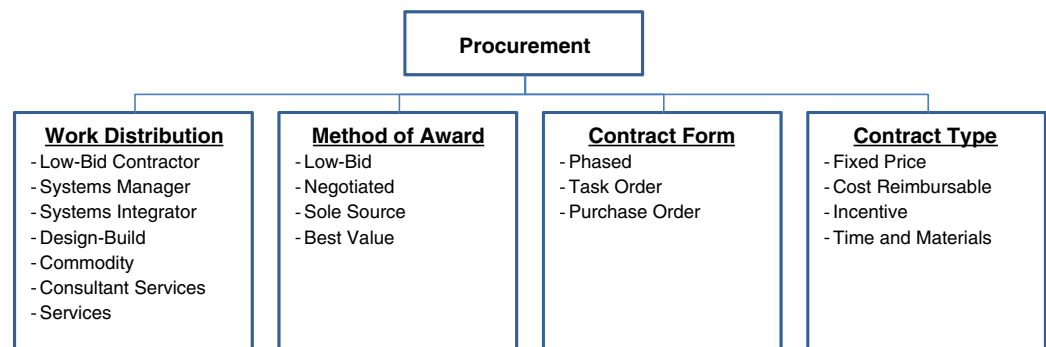 Procurement
Work Distribution
- Low-Bid Contractor
- Systems Manager
- Systems Integrator
- Design-Build
- Commodity
- Consultant Services
- Services
Method of Award
- Low-Bid
- Negotiated
- Sole Source
- Best Value
Contract Form
- Phased
- Task Order
- Purchase Order
Contract Type
- Fixed Price
- Cost Reimbursable
- Incentive
- Time and Materials